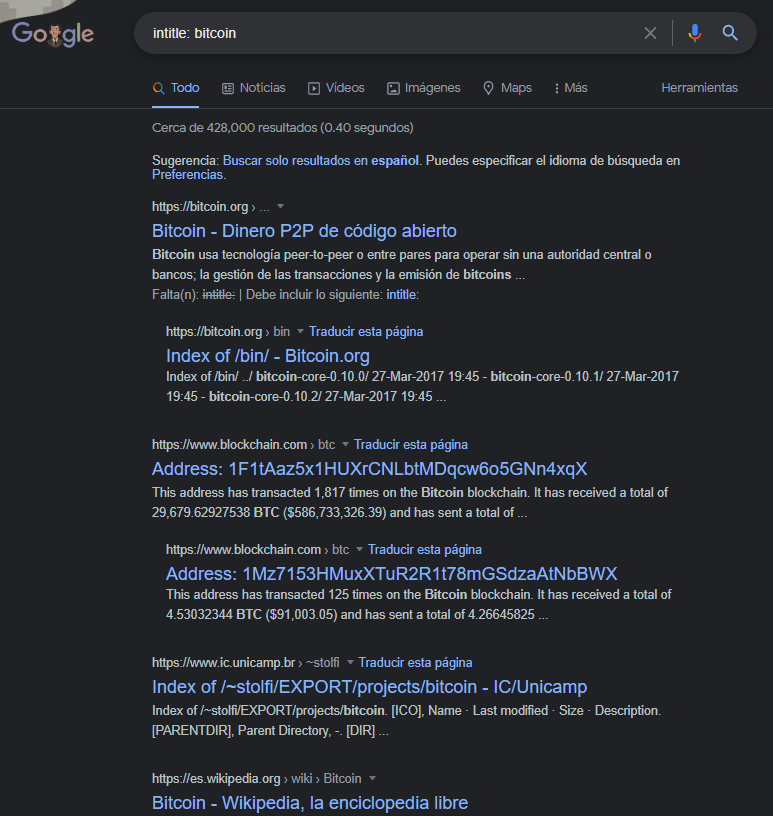 Google
intitle: bitcoin
Todo Noticias Vídeos Imágenes Maps Más Herramientas
Cerca de 428,000 resultados (0.40 segundos)
Sugerencia: Buscar solo resultados en español. Puedes especificar el idioma de búsqueda en
Preferencias.
https://bitcoin.org › ...
Bitcoin - Dinero P2P de código abierto
Bitcoin usa tecnología peer-to-peer o entre pares para operar sin una autoridad central o
bancos; la gestión de las transacciones y la emisión de bitcoins ...
Falta(n): intitle: | Debe incluir lo siguiente: intitle:
https://bitcoin.org › bin Traducir esta página
Index of /bin/ - Bitcoin.org
Index of /bin/ ../ bitcoin-core-0.10.0/ 27-Mar-2017 19:45 - bitcoin-core-0.10.1/ 27-Mar-2017
19:45 - bitcoin-core-0.10.2/ 27-Mar-2017 19:45 ...
https://www.blockchain.com › btc Traducir esta página
Address: 1F1tAaz5x1HUXrCNLbtMDqcw6o5GNn4xqX
This address has transacted 1,817 times on the Bitcoin blockchain. It has received a total of
29,679.62927538 BTC ($586,733,326.39) and has sent a total of ...
https://www.blockchain.com › btc Traducir esta página
Address: 1Mz7153HMuxXTuR2R1t78mGSdzaAtNbBWX
This address has transacted 125 times on the Bitcoin blockchain. It has received a total of
4.53032344 BTC ($91,003.05) and has sent a total of 4.26645825 ...
https://www.ic.unicamp.br › ~stolfi Traducir esta página
Index of /~stolfi/EXPORT/projects/bitcoin - IC/Unicamp
Index of /~stolfi/EXPORT/projects/bitcoin. [ICO], Name · Last modified · Size · Description.
[PARENTDIR], Parent Directory, -. [DIR] ...
https://es.wikipedia.org › wiki › Bitcoin
Bitcoin - Wikipedia, la enciclopedia libre